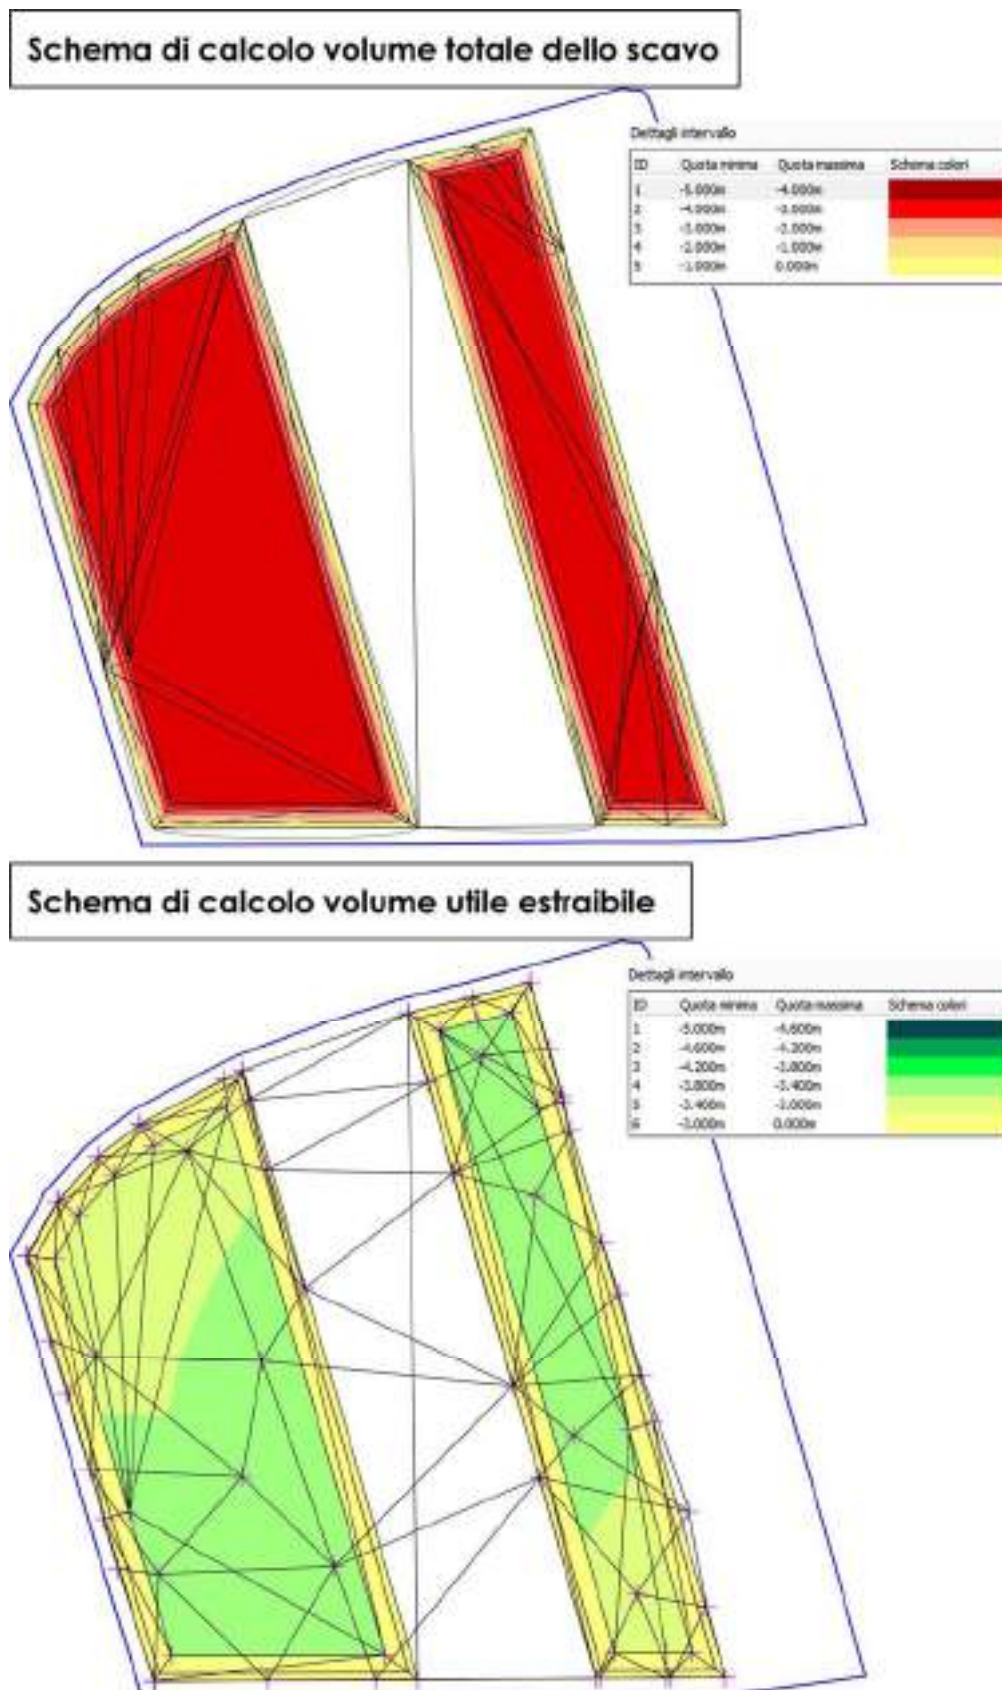 Schema di calcolo volume totale dello scavo
Dettagli intervallo
ID Quota minima Quota massima Schema colori
1 -5.000m -4.000m
2 -4.000m -3.000m
3 -3.000m -2.000m
4 -2.000m -1.000m
5 -1.000m 0.000m
Schema di calcolo volume utile estraibile
Dettagli intervallo
ID Quota minima Quota massima Schema colori
1 -5.000m -4.600m
2 -4.600m -4.200m
3 -4.200m -3.800m
4 -3.800m -3.400m
5 -3.400m -3.000m
6 -3.000m 0.000m